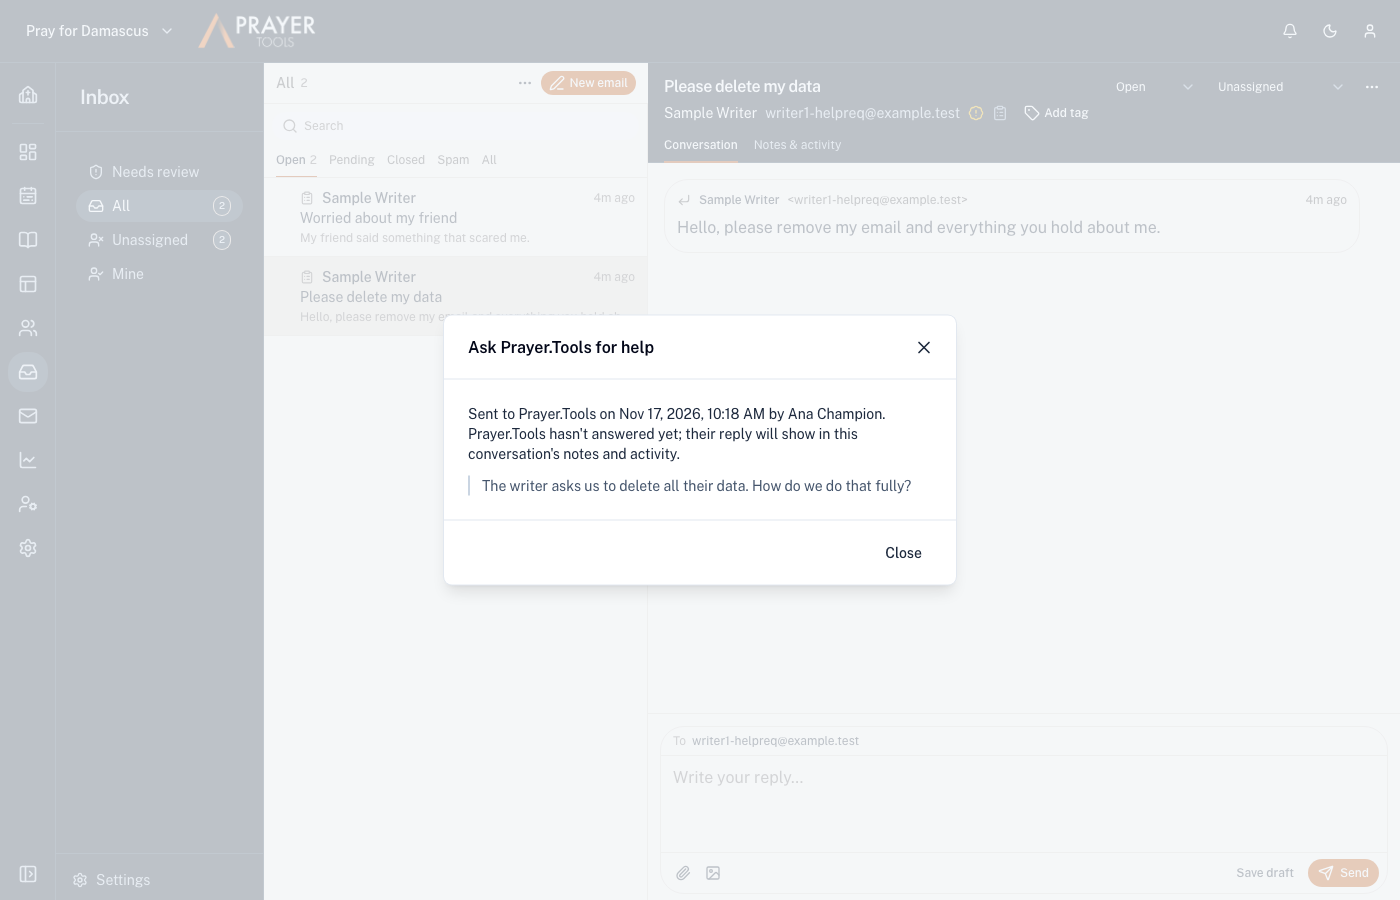 Pray for Damascus
PRAYER
TOOLS
Inbox
Needs review
All 2
Unassigned 2
Mine
Settings
All 2
New email
Search
Open 2 Pending Closed Spam All
Sample Writer 4m ago
Worried about my friend
My friend said something that scared me.
Sample Writer 4m ago
Please delete my data
Hello, please remove my
Please delete my data
Open Unassigned
Sample Writer writer1-helpreq@example.test Add tag
Conversation Notes & activity
Sample Writer <writer1-helpreq@example.test> 4m ago
Hello, please remove my email and everything you hold about me.
Ask Prayer.Tools for help
Sent to Prayer.Tools on Nov 17, 2026, 10:18 AM by Ana Champion.
Prayer.Tools hasn't answered yet; their reply will show in this
conversation's notes and activity.
The writer asks us to delete all their data. How do we do that fully?
Close
To writer1-helpreq@example.test
Write your reply...
Save draft Send